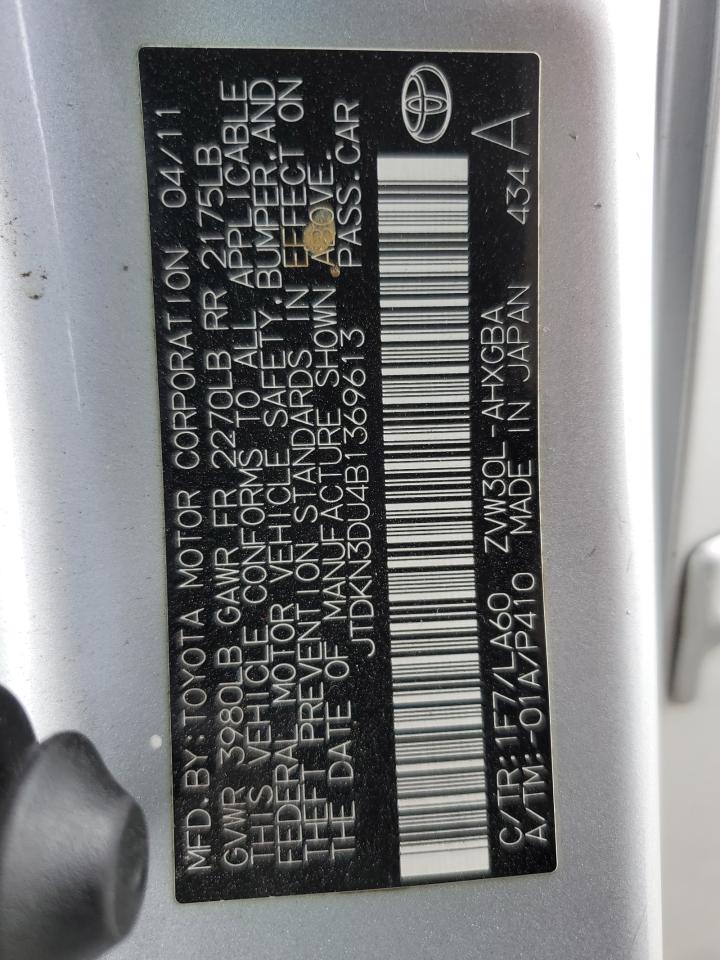 MFD.BY:TOYOTA MOTOR CORPORATION 04/11
GVWR 3980LB GAWR FR 2270LB RR 2175LB
THIS VEHICLE CONFORMS TO ALL APPLICABLE
FEDERAL MOTOR VEHICLE SAFETY,BUMPER,AND
THEFT PREVENTION STANDARDS IN EFFECT ON
THE DATE OF MANUFACTURE SHOWN ABOVE.
JTDKN3DU4B1369613 PASS.CAR
C/TR:1F7/LA60 ZVW30L-AHXGBA
A/TM:-01A/P410 MADE IN JAPAN 434 A